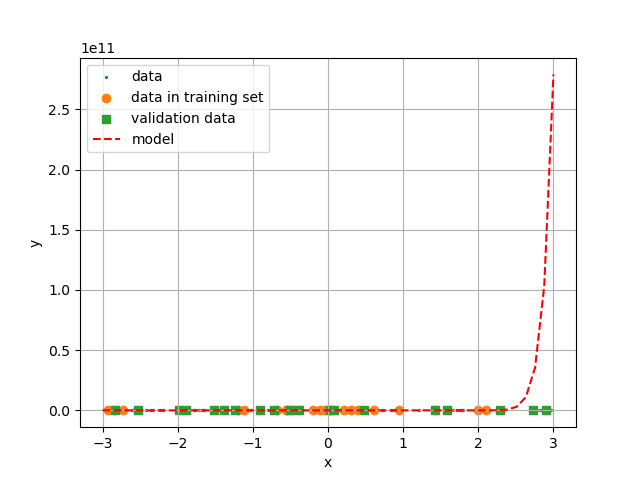 1e11
data
data in training set
validation data
model
2.5
2.0
1.5
1.0
0.5
0.0
y
−3 −2 −1 0 1 2 3
x